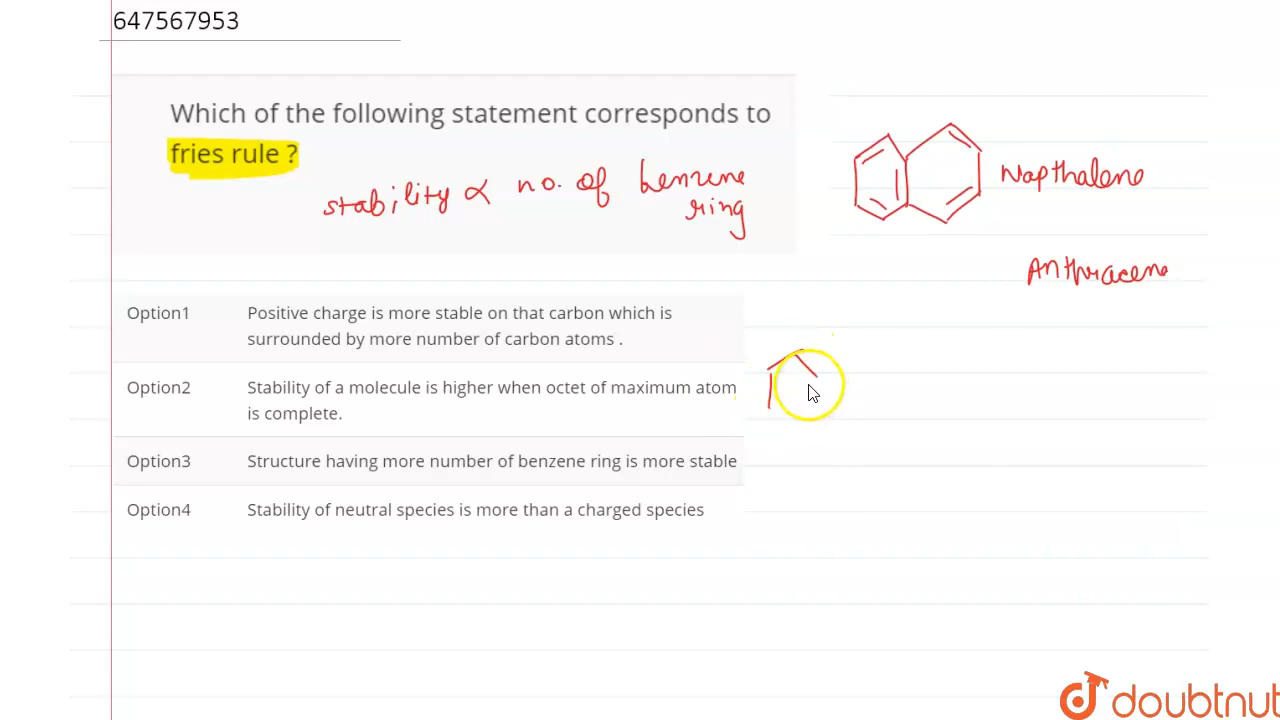 647567953
Which of the following statement corresponds to
fries rule ?
stability ∝ no. of benzene
ring
Napthalene
Anthracene
Option1 Positive charge is more stable on that carbon which is
surrounded by more number of carbon atoms .
Option2 Stability of a molecule is higher when octet of maximum atom
is complete.
Option3 Structure having more number of benzene ring is more stable
Option4 Stability of neutral species is more than a charged species
doubtnut